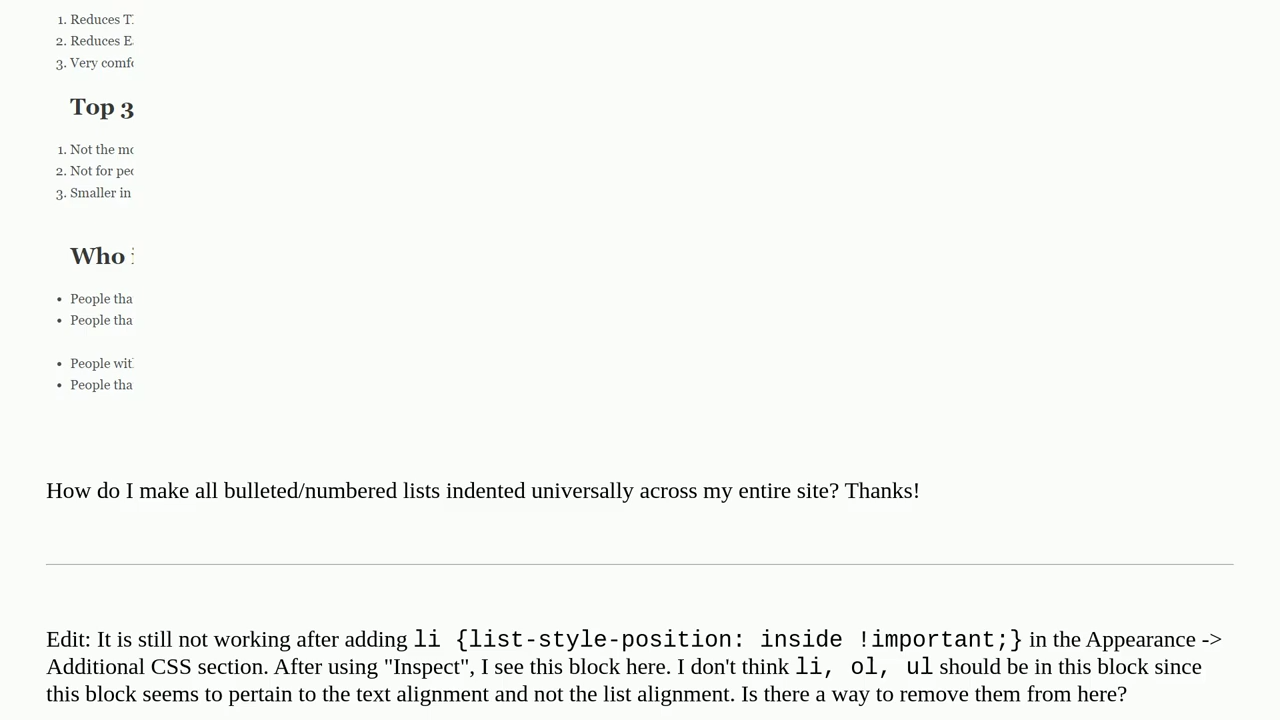 1. Reduces
2. Reduces
3. Very
Top 3
1. Not the
2. Not for
3. Smaller in
Who
• People tha
• People tha
• People
• People tha
How do I make all bulleted/numbered lists indented universally across my entire site? Thanks!
Edit: It is still not working after adding li {list-style-position: inside !important;} in the Appearance ->
Additional CSS section. After using "Inspect", I see this block here. I don't think li, ol, ul should be in this block since
this block seems to pertain to the text alignment and not the list alignment. Is there a way to remove them from here?